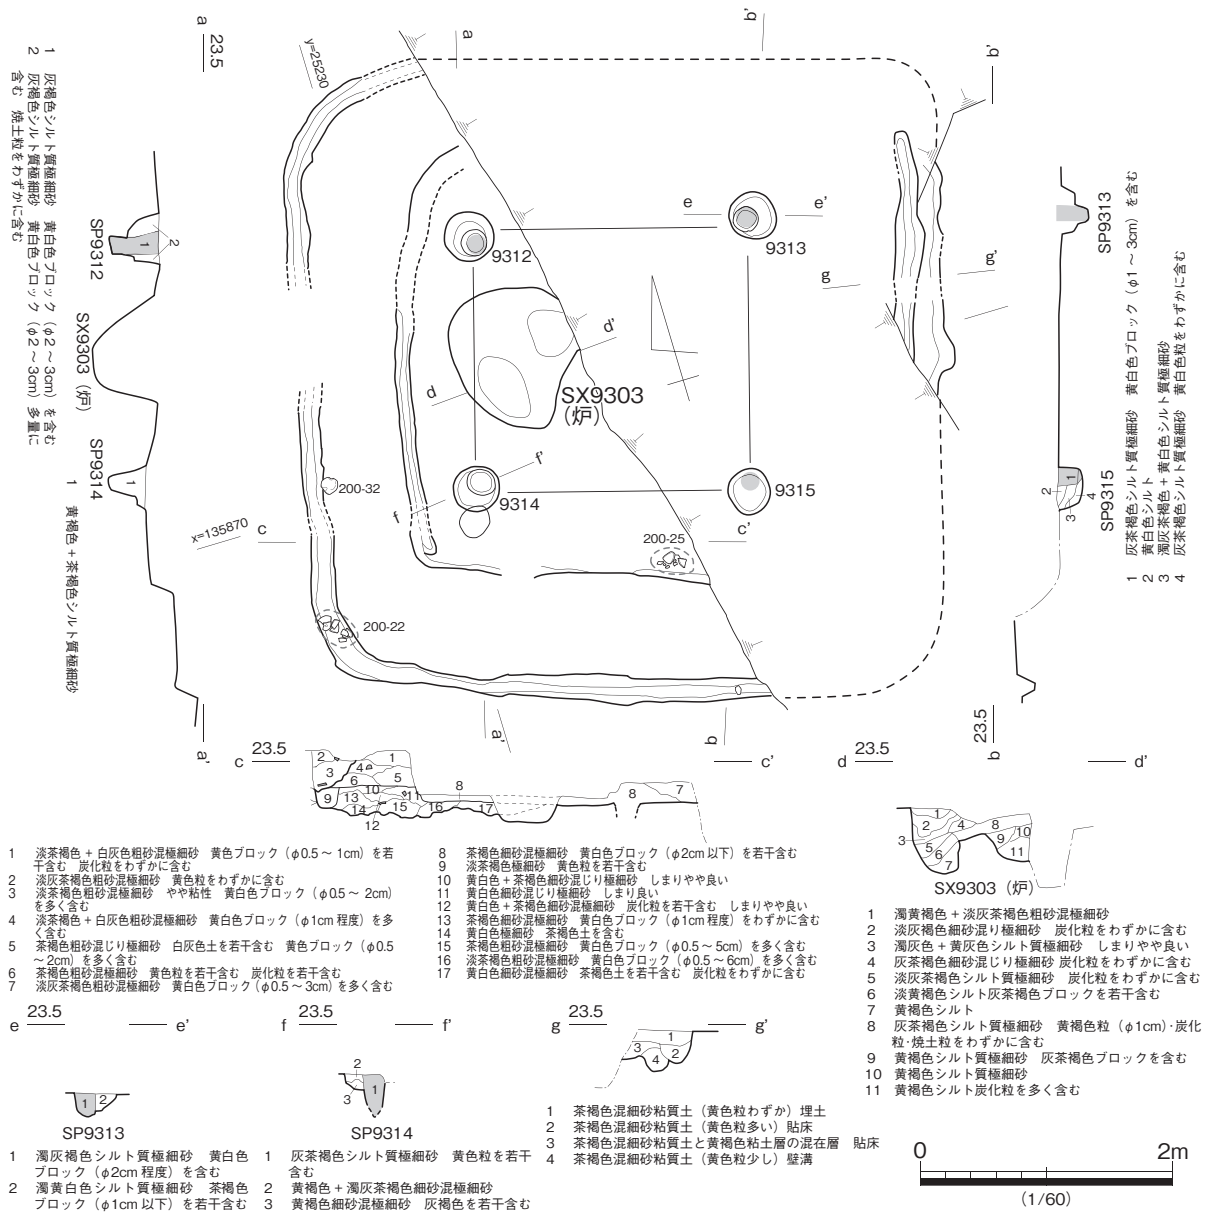 a
23.5
a
b'
b'
y=25230
1 灰褐色シルト質極細砂 黄白色ブロック（φ2～3cm）を含む
2 灰褐色シルト質極細砂 黄白色ブロック（φ2～3cm）多量に
含む 焼土粒をわずかに含む
SP9312
1
2
SX9303（炉）
SP9314
1
1 黄褐色＋茶褐色シルト質極細砂
a'
e
e'
9312
9313
g
g'
d
d'
SX9303
（炉）
f
f'
9314
9315
200-32
x=135870
c
c'
200-25
200-22
a'
b
SP9313
SP9315
1
2
3
4
1 灰茶褐色シルト質極細砂 黄白色ブロック（φ1～3cm）を含む
2 黄白色シルト
3 濁灰茶褐色＋黄白色シルト質極細砂
4 灰茶褐色シルト質極細砂 黄白色粒をわずかに含む
23.5
b
c 23.5
c'
2 1 3 4 5 6 10 11 9 13 14 15 12 16 8 17 8 7
1 淡茶褐色＋白灰色粗砂混極細砂 黄色ブロック（φ0.5～1cm）を若
干含む 炭化粒をわずかに含む
2 淡灰茶褐色粗砂混極細砂 黄色粒をわずかに含む
3 淡茶褐色粗砂混極細砂 やや粘性 黄白色ブロック（φ0.5～2cm）
を多く含む
4 淡茶褐色＋白灰色粗砂混極細砂 黄白色ブロック（φ1cm程度）を多
く含む
5 茶褐色粗砂混じり極細砂 白灰色土を若干含む 黄色ブロック（φ0.5
～2cm）を多く含む
6 茶褐色粗砂混極細砂 黄色粒を若干含む 炭化粒を若干含む
7 淡灰茶褐色粗砂混極細砂 黄白色ブロック（φ0.5～3cm）を多く含む
8 茶褐色細砂混極細砂 黄白色ブロック（φ2cm以下）を若干含む
9 淡茶褐色極細砂 黄色粒を若干含む
10 黄白色＋茶褐色細砂混じり極細砂 しまりやや良い
11 黄白色細砂混じり極細砂 しまり良い
12 黄白色＋茶褐色細砂混極細砂 炭化粒を若干含む しまりやや良い
13 茶褐色細砂混極細砂 黄白色ブロック（φ1cm程度）をわずかに含む
14 黄白色極細砂 茶褐色土を含む
15 茶褐色細砂混極細砂 黄白色ブロック（φ0.5～5cm）を多く含む
16 淡茶褐色細砂混極細砂 黄白色ブロック（φ0.5～6cm）を多く含む
17 黄白色細砂混極細砂 茶褐色土を若干含む 炭化粒をわずかに含む
d 23.5
d'
1 2 3 4 5 6 7 8 9 10 11
SX9303（炉）
1 濁黄褐色＋淡灰茶褐色粗砂混極細砂
2 淡灰褐色細砂混り極細砂 炭化粒をわずかに含む
3 濁灰色＋黄灰色シルト質極細砂 しまりやや良い
4 灰茶褐色細砂混じり極細砂 炭化粒をわずかに含む
5 淡灰茶褐色シルト質極細砂 炭化粒をわずかに含む
6 淡黄褐色シルト灰茶褐色ブロックを若干含む
7 黄褐色シルト
8 灰茶褐色シルト質極細砂 黄褐色粒（φ1cm）・炭化
粒・焼土粒をわずかに含む
9 黄褐色シルト質極細砂 灰茶褐色ブロックを含む
10 黄褐色シルト質極細砂
11 黄褐色シルト炭化粒を多く含む
e 23.5
e'
1 2
SP9313
1 濁灰褐色シルト質極細砂 黄白色
ブロック（φ2cm程度）を含む
2 濁黄白色シルト質極細砂 茶褐色
ブロック（φ1cm以下）を若干含む
f 23.5
f'
2 1 3
SP9314
1 灰茶褐色シルト質極細砂 黄色粒を若干
含む
2 黄褐色＋濁灰茶褐色細砂混極細砂
3 黄褐色細砂混極細砂 灰褐色を若干含む
g 23.5
g'
1 2 3 4
1 茶褐色混細砂粘質土（黄色粒わずか）埋土
2 茶褐色混細砂粘質土（黄色粒多い）貼床
3 茶褐色混細砂粘質土と黄褐色粘土層の混在層 貼床
4 茶褐色混細砂粘質土（黄色粒少し）壁溝
0
2m
（1/60）